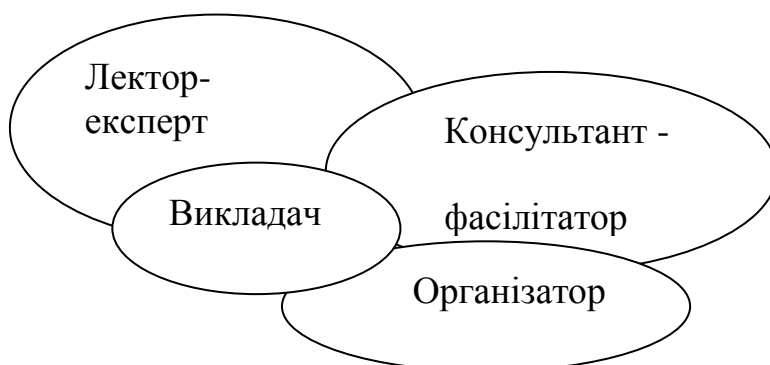 Лектор-
експерт
Консультант -
фасілітатор
Викладач
Організатор